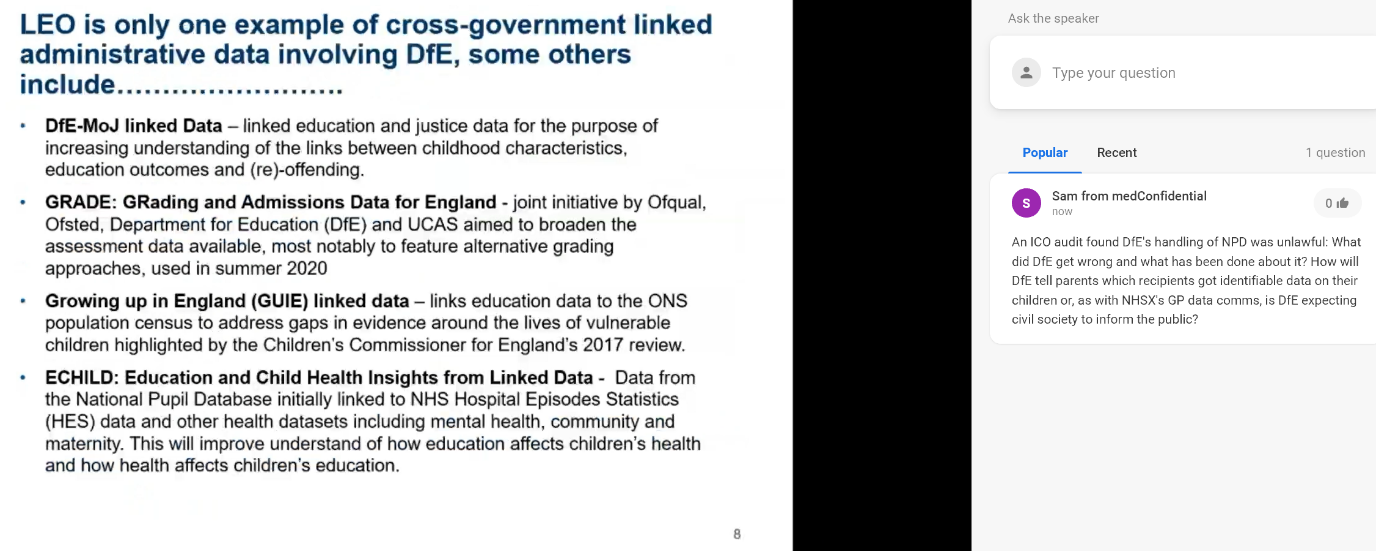 LEO is only one example of cross-government linked
administrative data involving DfE, some others
include.........................
• DfE-MoJ linked Data – linked education and justice data for the purpose of
increasing understanding of the links between childhood characteristics,
education outcomes and (re)-offending.
• GRADE: GRading and Admissions Data for England - joint initiative by Ofqual,
Ofsted, Department for Education (DfE) and UCAS aimed to broaden the
assessment data available, most notably to feature alternative grading
approaches, used in summer 2020
• Growing up in England (GUIE) linked data – links education data to the ONS
population census to address gaps in evidence around the lives of vulnerable
children highlighted by the Children's Commissioner for England's 2017 review.
• ECHILD: Education and Child Health Insights from Linked Data - Data from
the National Pupil Database initially linked to NHS Hospital Episodes Statistics
(HES) data and other health datasets including mental health, community and
maternity. This will improve understand of how education affects children's health
and how health affects children's education.
8
Ask the speaker
Type your question
Popular Recent 1 question
S Sam from medConfidential 0
now
An ICO audit found DfE's handling of NPD was unlawful: What
did DfE get wrong and what has been done about it? How will
DfE tell parents which recipients got identifiable data on their
children or, as with NHSX's GP data comms, is DfE expecting
civil society to inform the public?